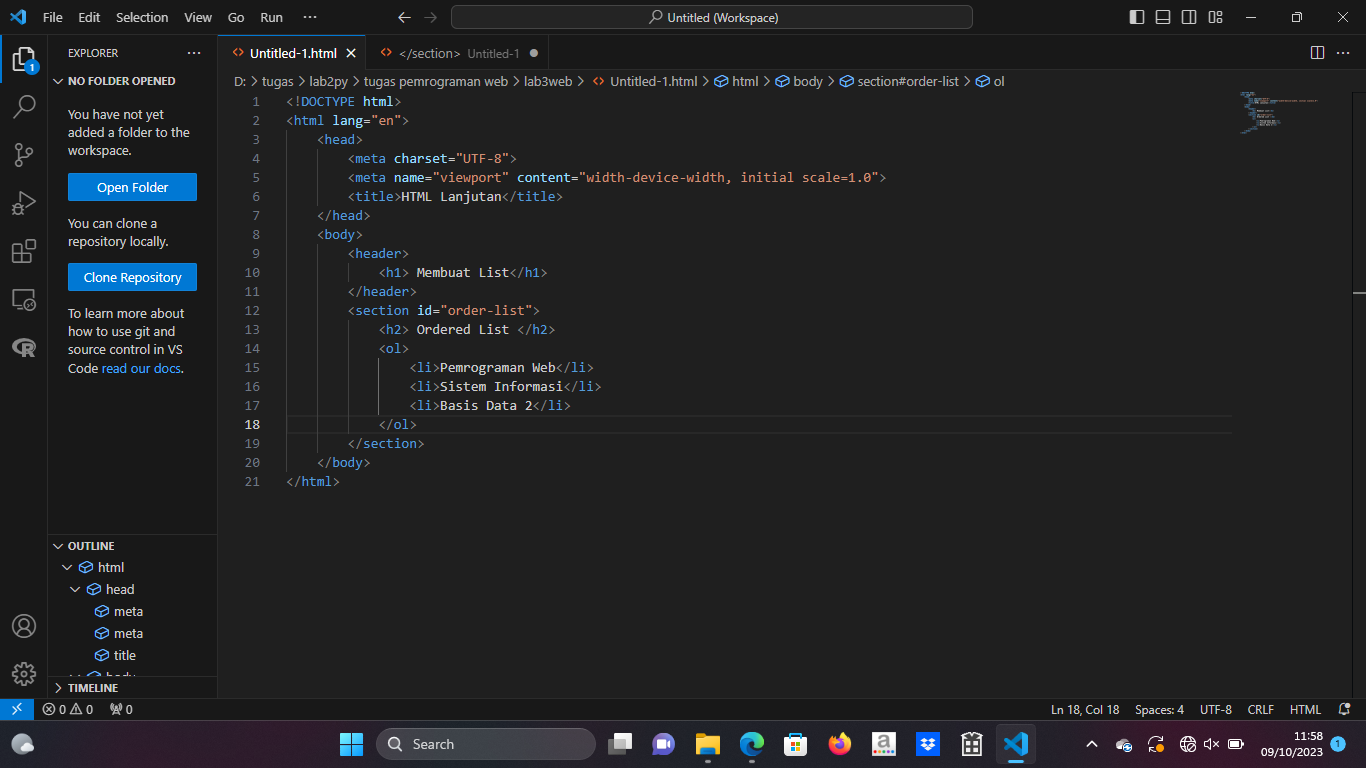 File Edit Selection View Go Run ···
Untitled (Workspace)
EXPLORER ···
NO FOLDER OPENED
You have not yet
added a folder to the
workspace.
Open Folder
You can clone a
repository locally.
Clone Repository
To learn more about
how to use git and
source control in VS
Code read our docs.
OUTLINE
html
head
meta
meta
title
body
TIMELINE
1
Untitled-1.html
</section> Untitled-1
D: > tugas > lab2py > tugas pemrograman web > lab3web > Untitled-1.html > html > body > section#order-list > ol
1 <!DOCTYPE html>
2 <html lang="en">
3 <head>
4 <meta charset="UTF-8">
5 <meta name="viewport" content="width-device-width, initial scale=1.0">
6 <title>HTML Lanjutan</title>
7 </head>
8 <body>
9 <header>
10 <h1> Membuat List</h1>
11 </header>
12 <section id="order-list">
13 <h2> Ordered List </h2>
14 <ol>
15 <li>Pemrograman Web</li>
16 <li>Sistem Informasi</li>
17 <li>Basis Data 2</li>
18 </ol>
19 </section>
20 </body>
21 </html>
0 0 0
Ln 18, Col 18 Spaces: 4 UTF-8 CRLF HTML
Search
11:58
09/10/2023
1